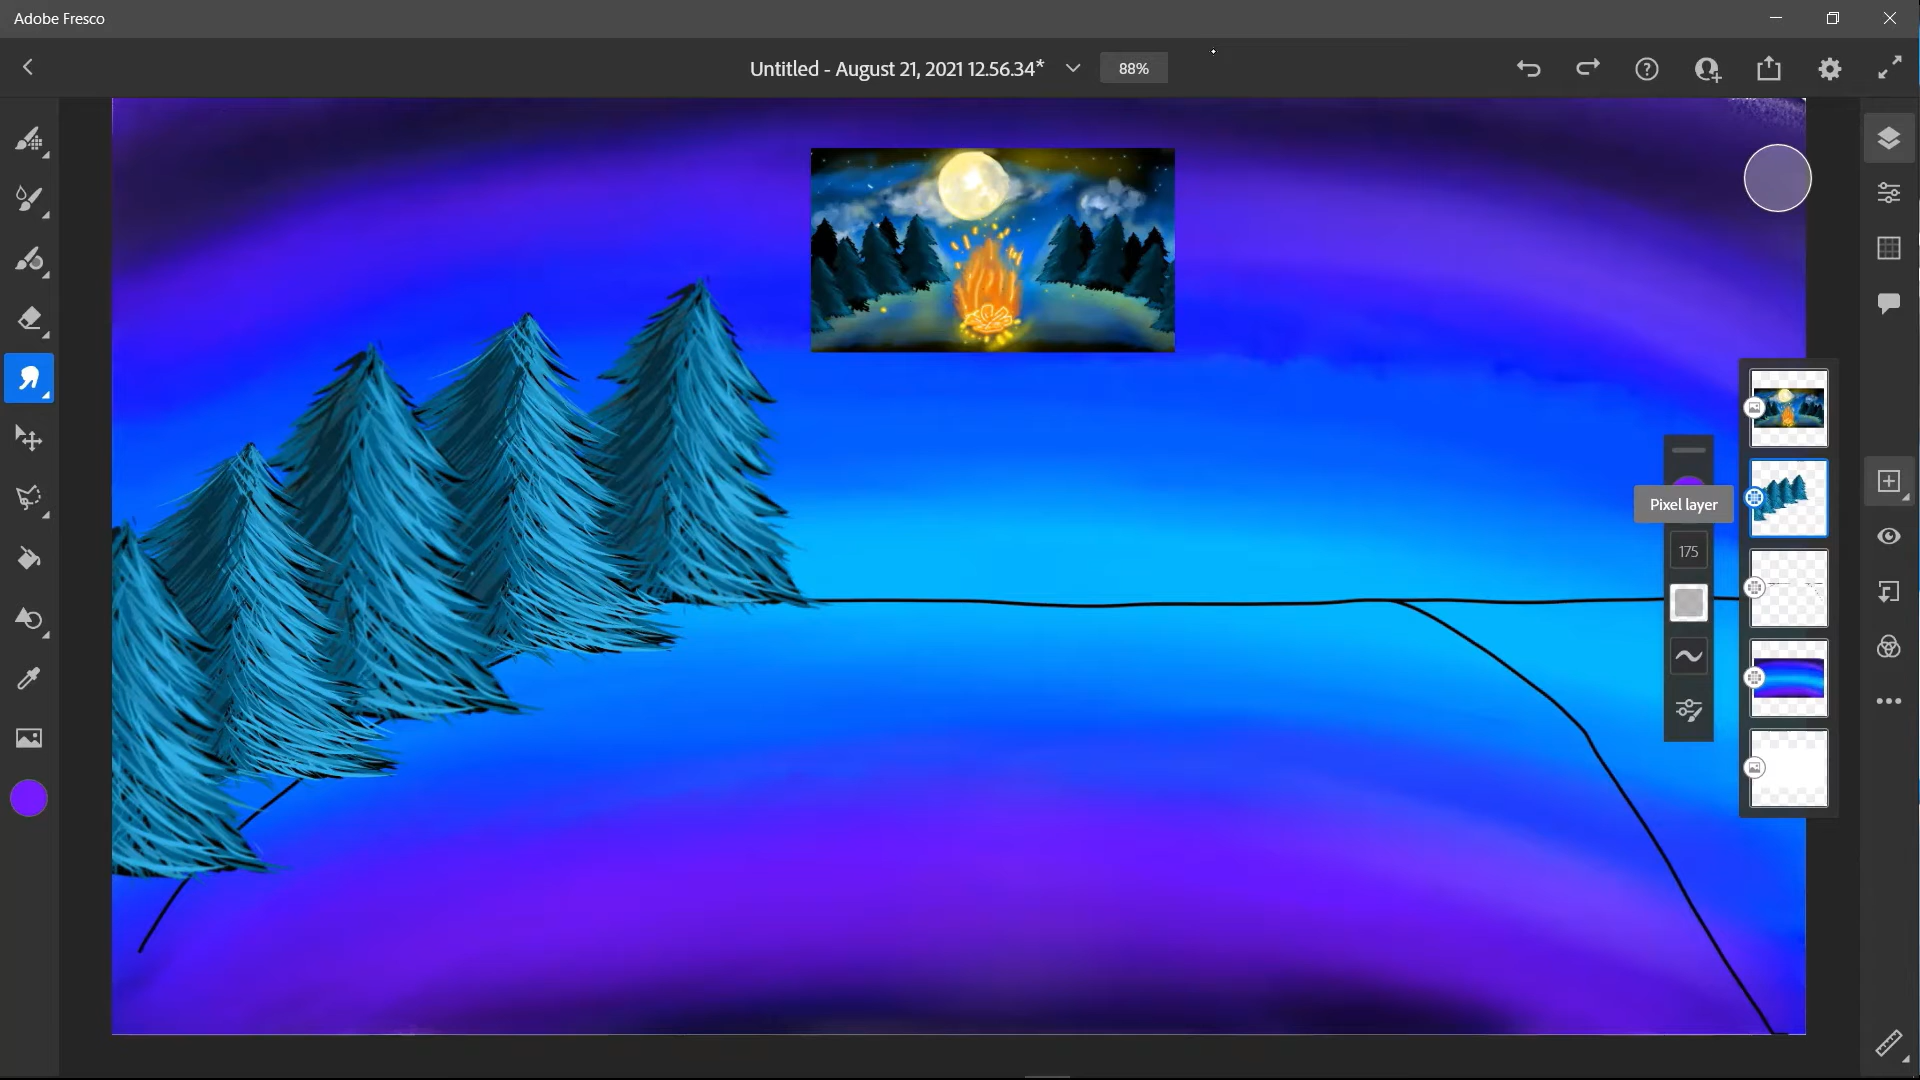 Adobe Fresco
Untitled - August 21, 2021 12.56.34*
88%
Pixel layer
175